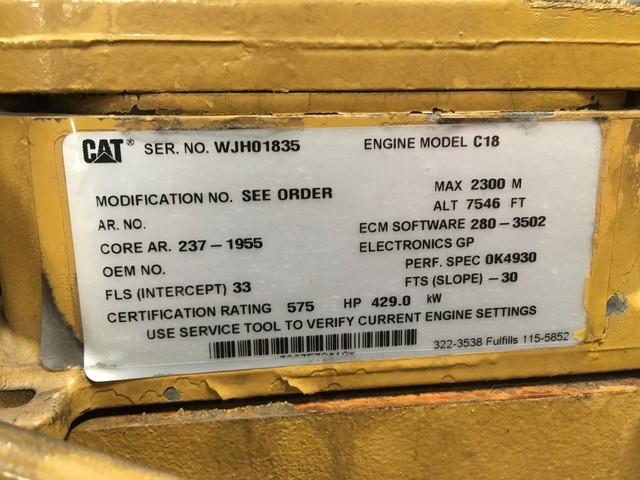 CAT® SER. NO. WJH01835 ENGINE MODEL C18
MODIFICATION NO. SEE ORDER MAX 2300 M
ALT 7546 FT
AR. NO.
CORE AR. 237-1955 ECM SOFTWARE 280-3502
ELECTRONICS GP
OEM NO. PERF. SPEC 0K4930
FLS (INTERCEPT) 33 FTS (SLOPE) -30
CERTIFICATION RATING 575 HP 429.0 kW
USE SERVICE TOOL TO VERIFY CURRENT ENGINE SETTINGS
322-3538 Fulfills 115-5852